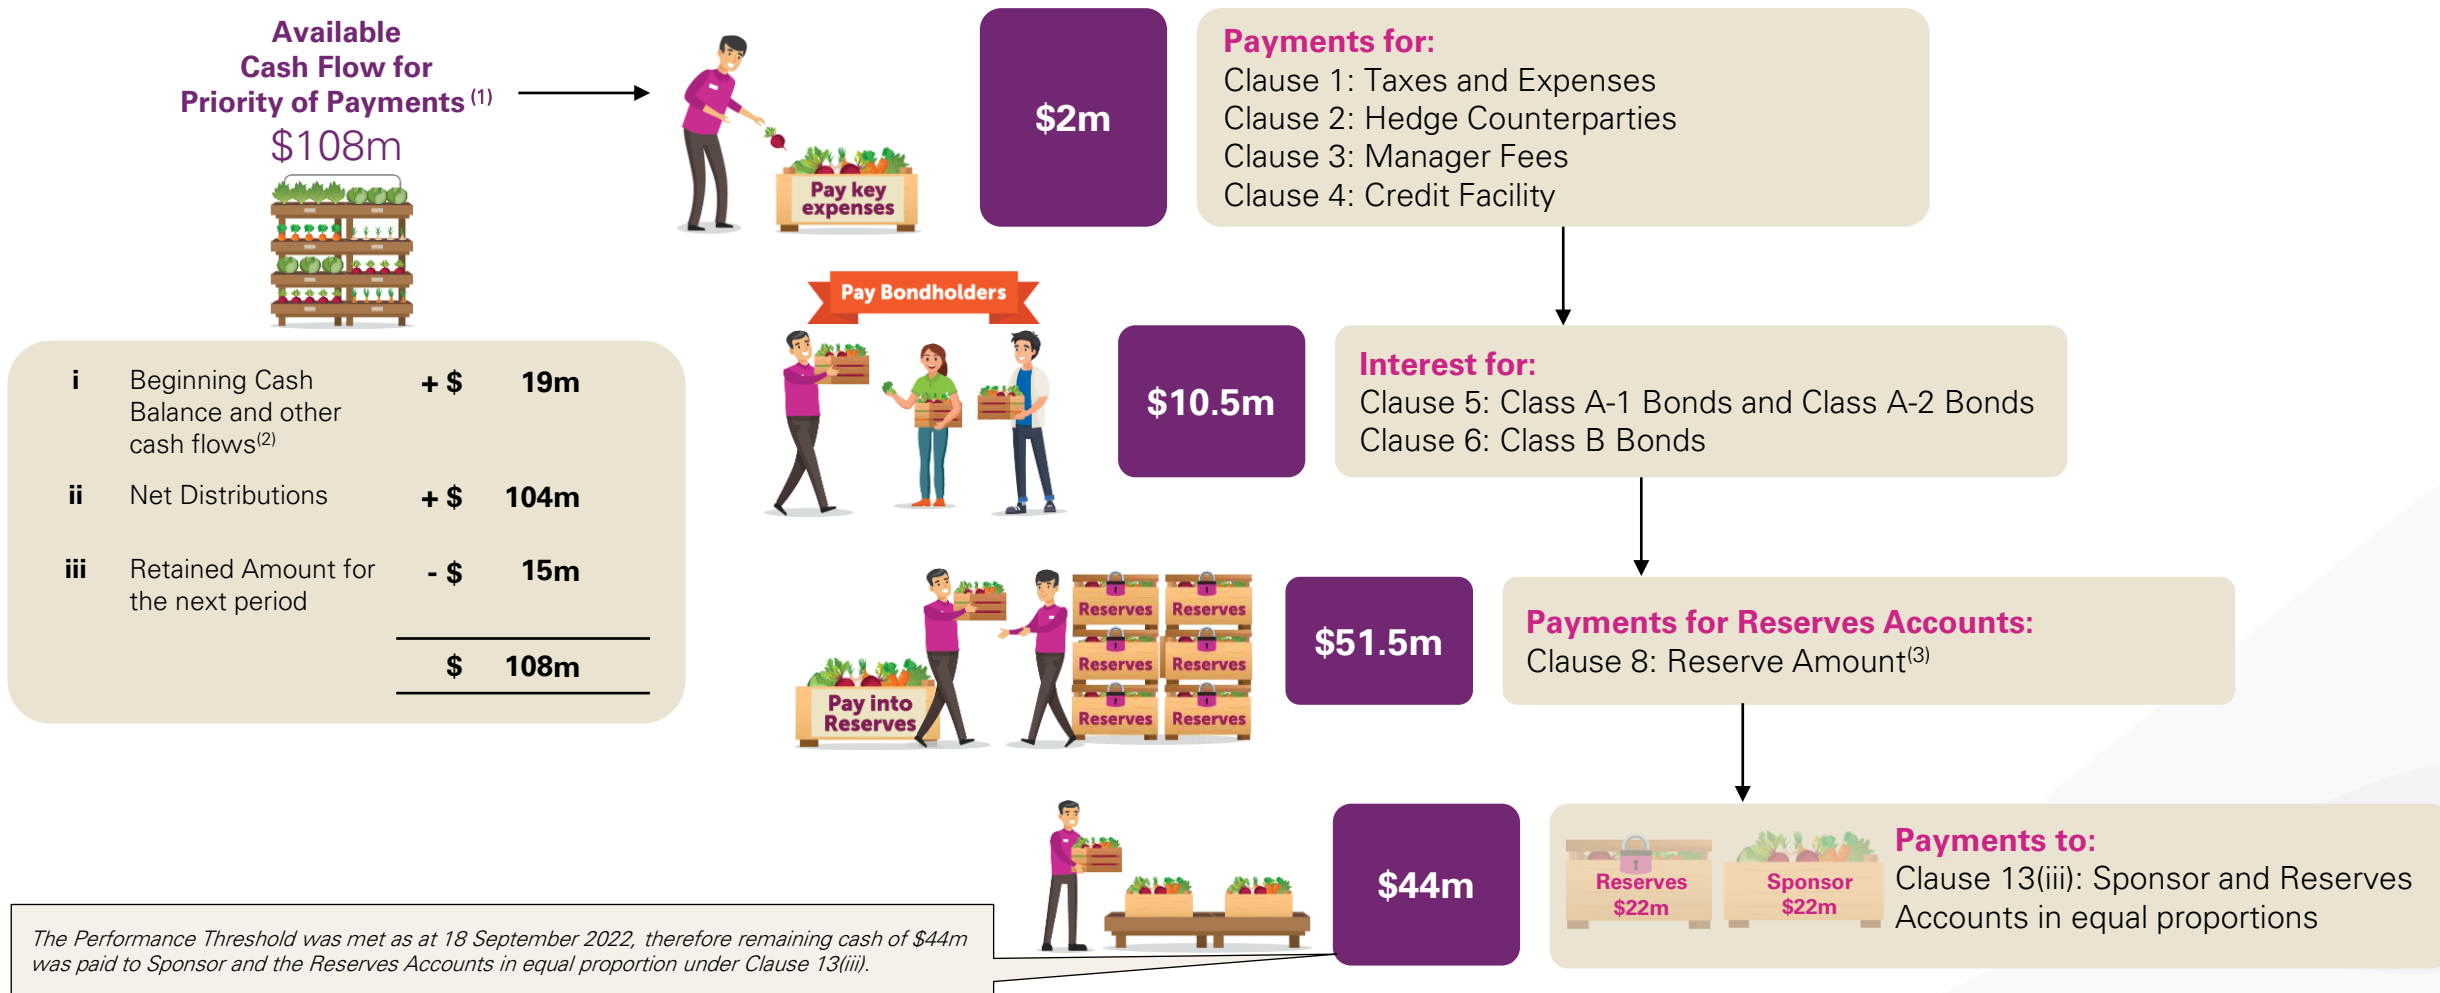 Available
Cash Flow for
Priority of Payments (1)
$108m
Pay key
expenses
$2m
Payments for:
Clause 1: Taxes and Expenses
Clause 2: Hedge Counterparties
Clause 3: Manager Fees
Clause 4: Credit Facility
Pay Bondholders
$10.5m
Interest for:
Clause 5: Class A-1 Bonds and Class A-2 Bonds
Clause 6: Class B Bonds
i Beginning Cash + $ 19m
Balance and other
cash flows(2)
ii Net Distributions + $ 104m
iii Retained Amount for - $ 15m
the next period
$ 108m
Pay into
Reserves
Reserves Reserves
Reserves Reserves
Reserves Reserves
$51.5m
Payments for Reserves Accounts:
Clause 8: Reserve Amount(3)
$44m
Reserves
$22m
Sponsor
$22m
Payments to:
Clause 13(iii): Sponsor and Reserves
Accounts in equal proportions
The Performance Threshold was met as at 18 September 2022, therefore remaining cash of $44m
was paid to Sponsor and the Reserves Accounts in equal proportion under Clause 13(iii).